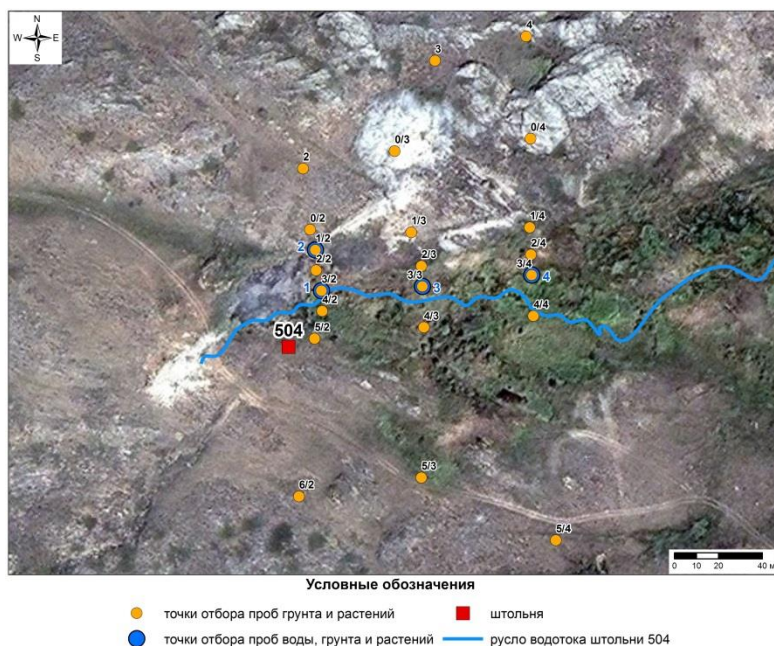 N
W E
S
4
3
0/3
0/4
2
0/2
1/3
1/4
2 1/2
2/2
2/3
2/4
1 3/2
3/3 3
3/4 4
4/2
4/3
4/4
504
5/2
5/3
6/2
5/4
0 10 20 40 м
Условные обозначения
точки отбора проб грунта и растений
штольня
точки отбора проб воды, грунта и растений
русло водотока штольни 504